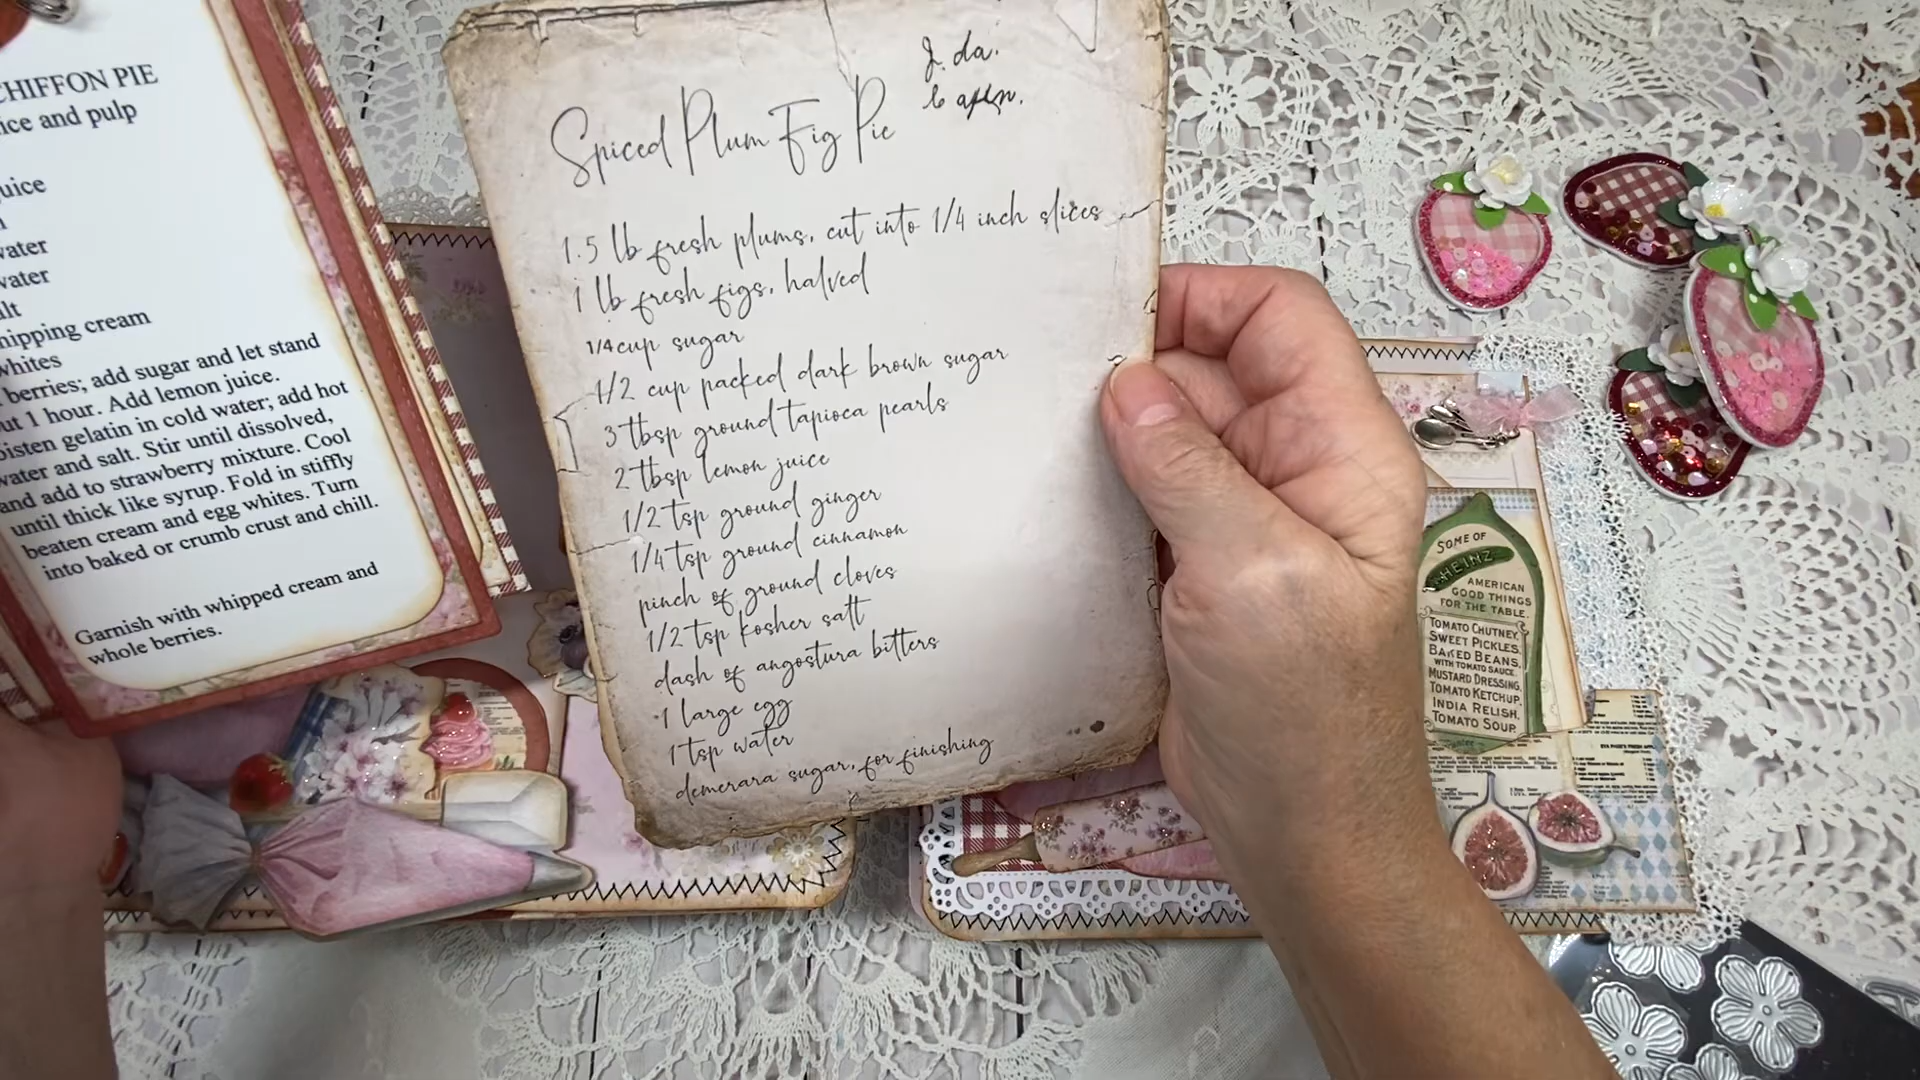 CHIFFON PIE
ice and pulp
uice
water
water
alt
hipping cream
whites
berries; add sugar and let stand
out 1 hour. Add lemon juice.
isten gelatin in cold water; add hot
water and salt. Stir until dissolved,
and add to strawberry mixture. Cool
until thick like syrup. Fold in stiffly
beaten cream and egg whites. Turn
into baked or crumb crust and chill.
Garnish with whipped cream and
whole berries.
Spiced Plum Fig Pie
1.5 lb fresh plums, cut into 1/4 inch slices
1 lb fresh figs, halved
1/4 cup sugar
1/2 cup packed dark brown sugar
3 tbsp ground tapioca pearls
2 tbsp lemon juice
1/2 tsp ground ginger
1/4 tsp ground cinnamon
pinch of ground cloves
1/2 tsp kosher salt
dash of angostura bitters
1 large egg
1 tsp water
demerara sugar, for finishing
SOME OF
HEINZ
AMERICAN
GOOD THINGS
FOR THE TABLE
TOMATO CHUTNEY,
SWEET PICKLES,
BAKED BEANS,
WITH TOMATO SAUCE,
MUSTARD DRESSING,
TOMATO KETCHUP,
INDIA RELISH,
TOMATO SOUP.